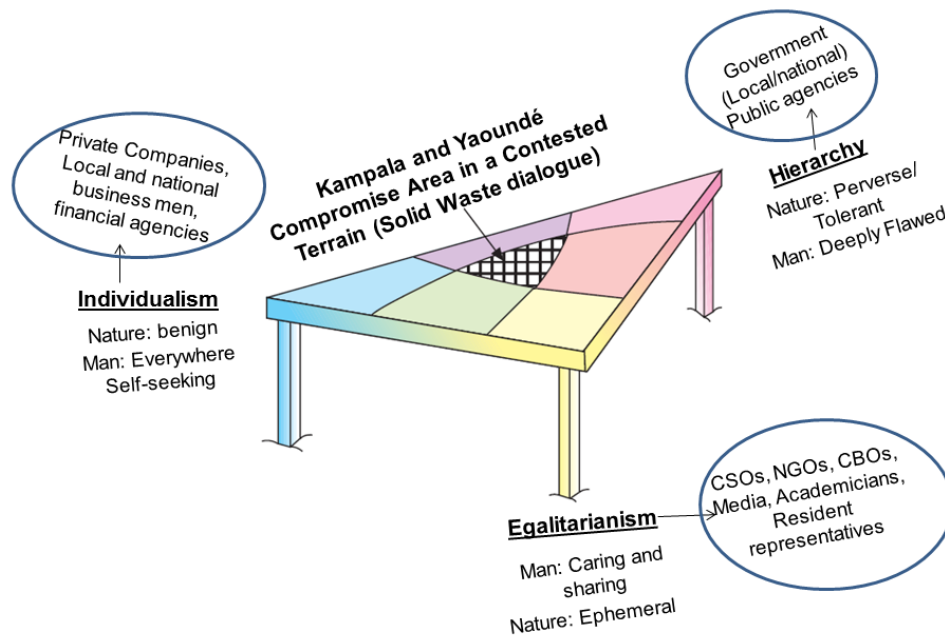 Private Companies,
Local and national
business men,
financial agencies
Individualism
Nature: benign
Man: Everywhere
Self-seeking
Kampala and Yaoundé
Compromise Area in a Contested
Terrain (Solid Waste dialogue)
Government
(Local/national)
Public agencies
Hierarchy
Nature: Perverse/
Tolerant
Man: Deeply Flawed
Egalitarianism
Man: Caring and
sharing
Nature: Ephemeral
CSOs, NGOs, CBOs,
Media, Academicians,
Resident
representatives